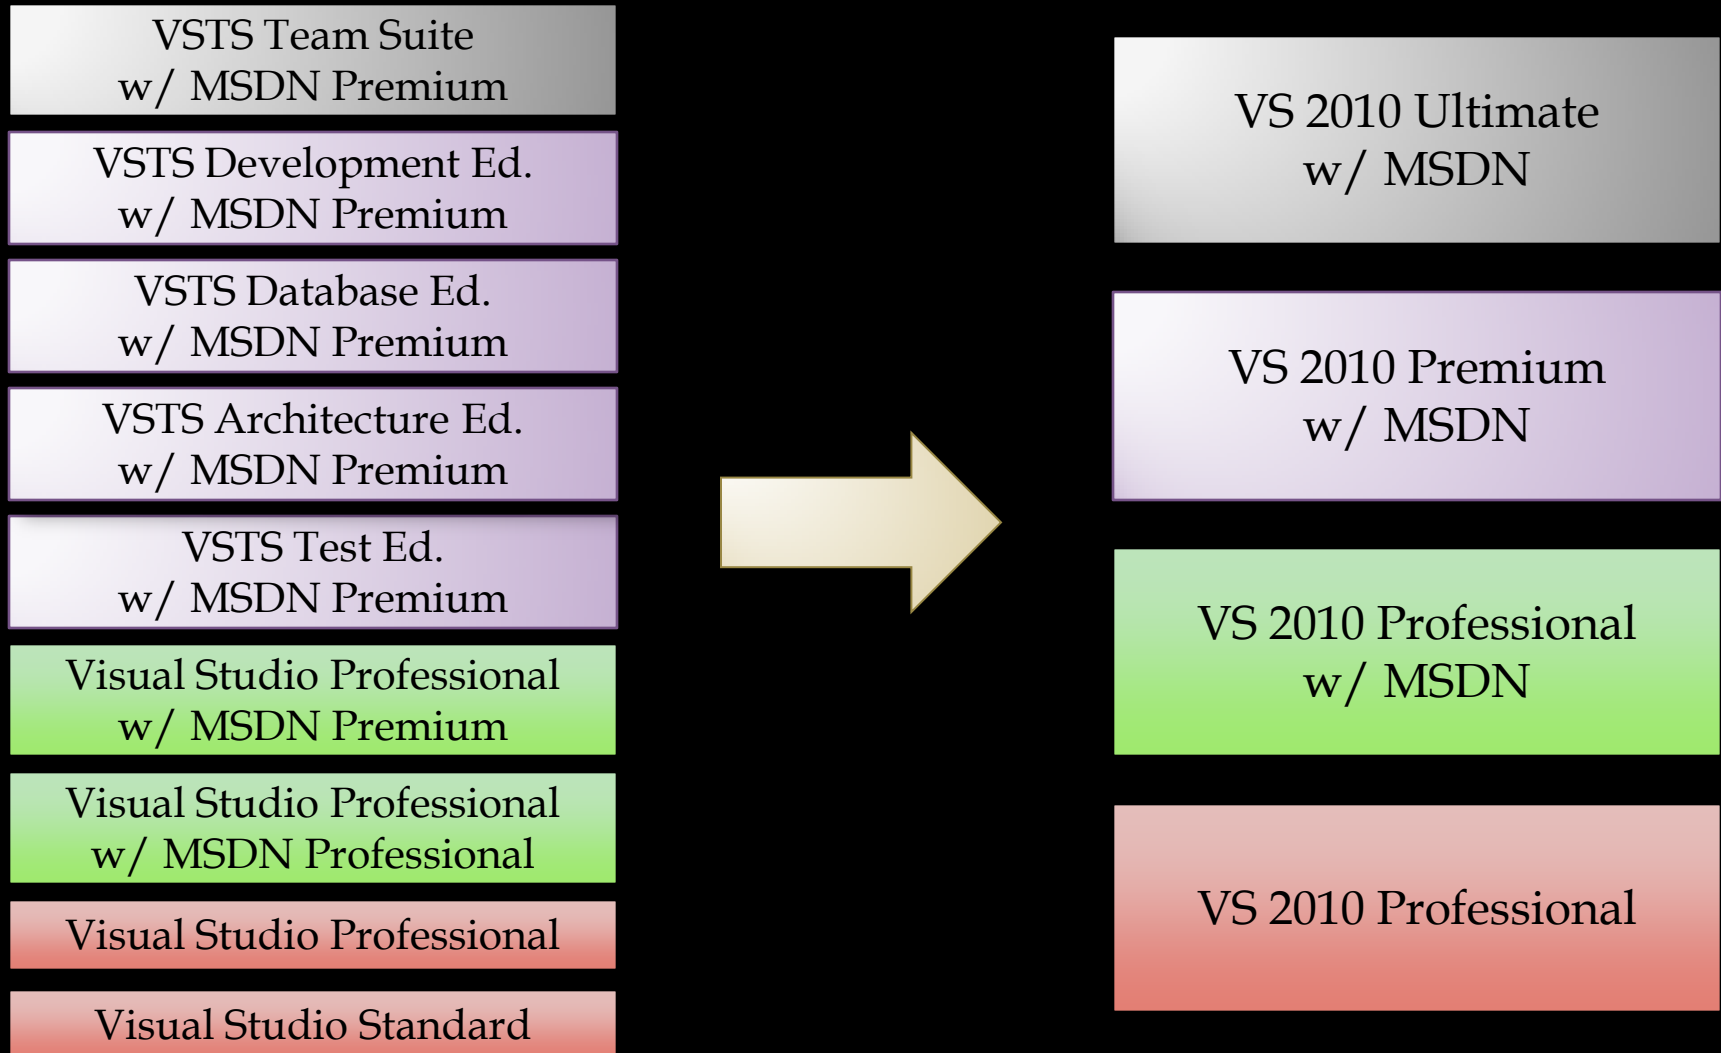 VSTS Team Suite
w/ MSDN Premium
VSTS Development Ed.
w/ MSDN Premium
VSTS Database Ed.
w/ MSDN Premium
VSTS Architecture Ed.
w/ MSDN Premium
VSTS Test Ed.
w/ MSDN Premium
Visual Studio Professional
w/ MSDN Premium
Visual Studio Professional
w/ MSDN Professional
Visual Studio Professional
Visual Studio Standard
VS 2010 Ultimate
w/ MSDN
VS 2010 Premium
w/ MSDN
VS 2010 Professional
w/ MSDN
VS 2010 Professional